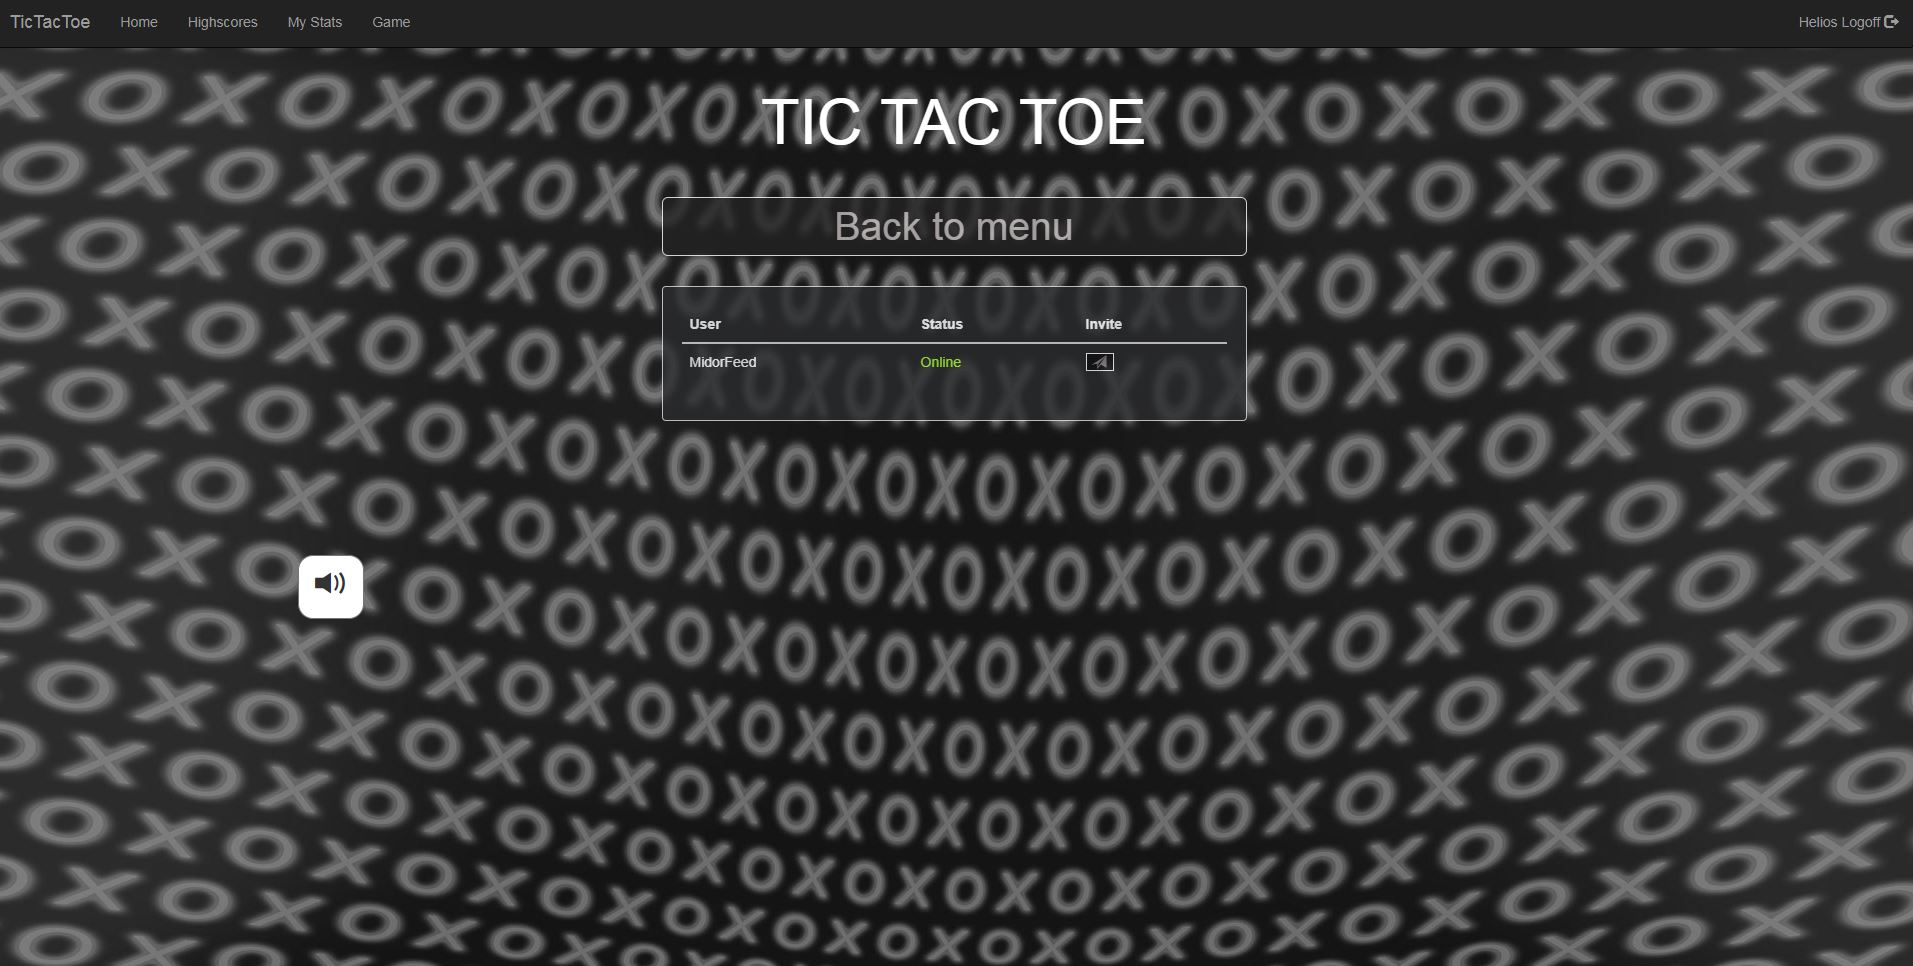 TicTacToe Home Highscores My Stats Game Helios Logoff
TIC TAC TOE
Back to menu
User Status Invite
MidorFeed Online